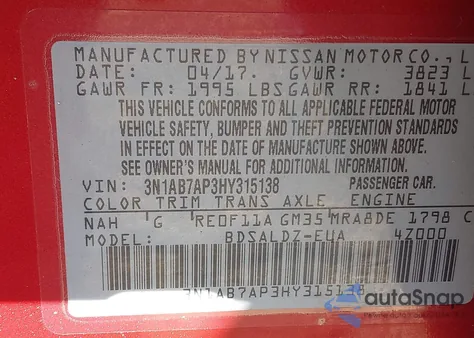 MANUFACTURED BY NISSAN MOTOR CO., L
DATE: 04/17. GVWR: 3823 L
GAWR FR: 1995 LBS GAWR RR: 1841 L
THIS VEHICLE CONFORMS TO ALL APPLICABLE FEDERAL MOTOR
VEHICLE SAFETY, BUMPER AND THEFT PREVENTION STANDARDS
IN EFFECT ON THE DATE OF MANUFACTURE SHOWN ABOVE.
SEE OWNER'S MANUAL FOR ADDITIONAL INFORMATION.
VIN: 3N1AB7AP3HY315138 PASSENGER CAR.
COLOR TRIM TRANS AXLE ENGINE
NAH G RE0F11A GM35 MRA8DE 1798 C
MODEL: BDSALDZ-EUA 4Z000
3N1AB7AP3HY315138
autoSnap